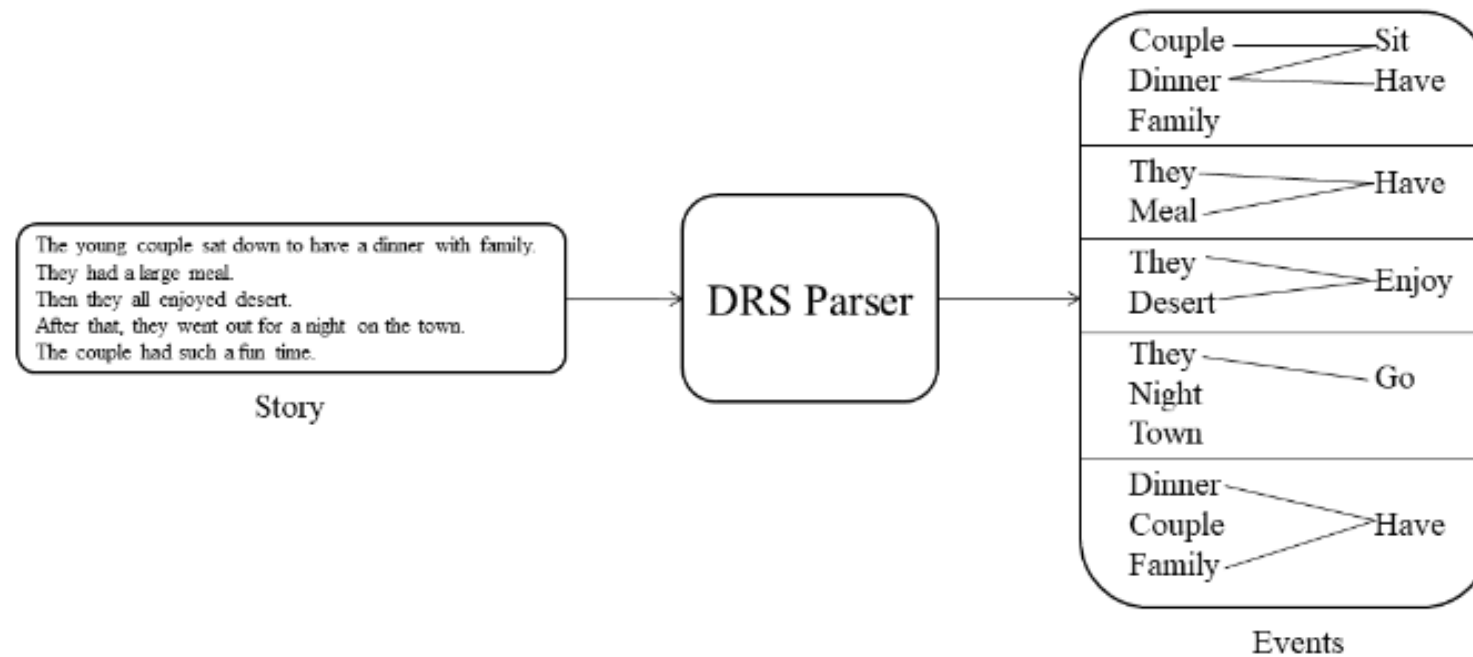 The young couple sat down to have a dinner with family.
They had a large meal.
Then they all enjoyed desert.
After that, they went out for a night on the town.
The couple had such a fun time.
Story
DRS Parser
Couple Sit
Dinner Have
Family
They Have
Meal
They Enjoy
Desert
They Go
Night
Town
Dinner
Couple Have
Family
Events